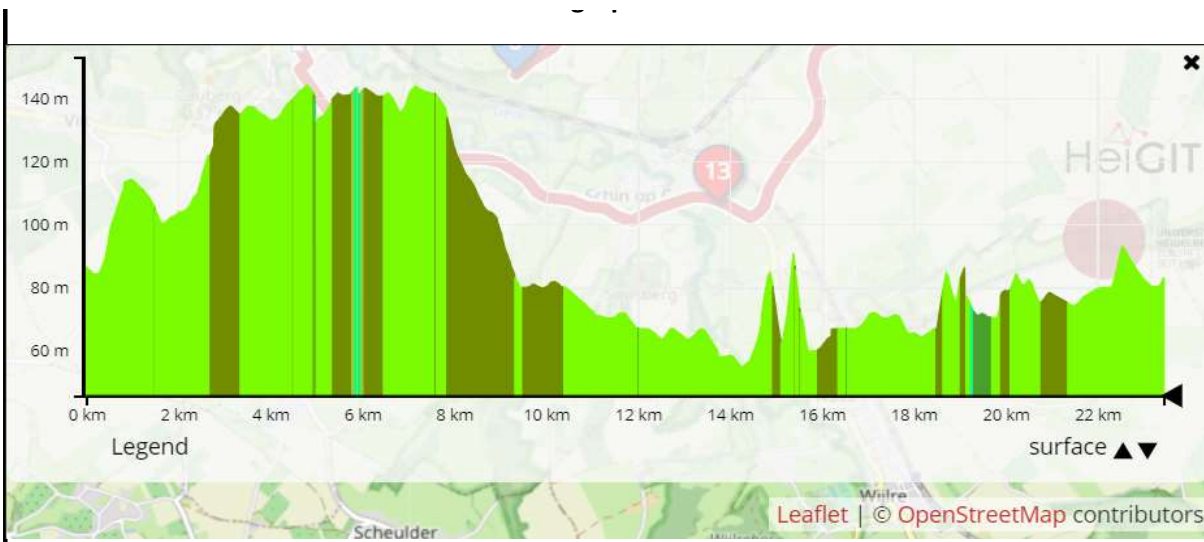 ✖
140 m
120 m
100 m
80 m
60 m
HeiGIT
13
Schin op G
0 km 2 km 4 km 6 km 8 km 10 km 12 km 14 km 16 km 18 km 20 km 22 km
Legend
surface ▲▼
Wijlre
Scheulder
Leaflet | © OpenStreetMap contributors